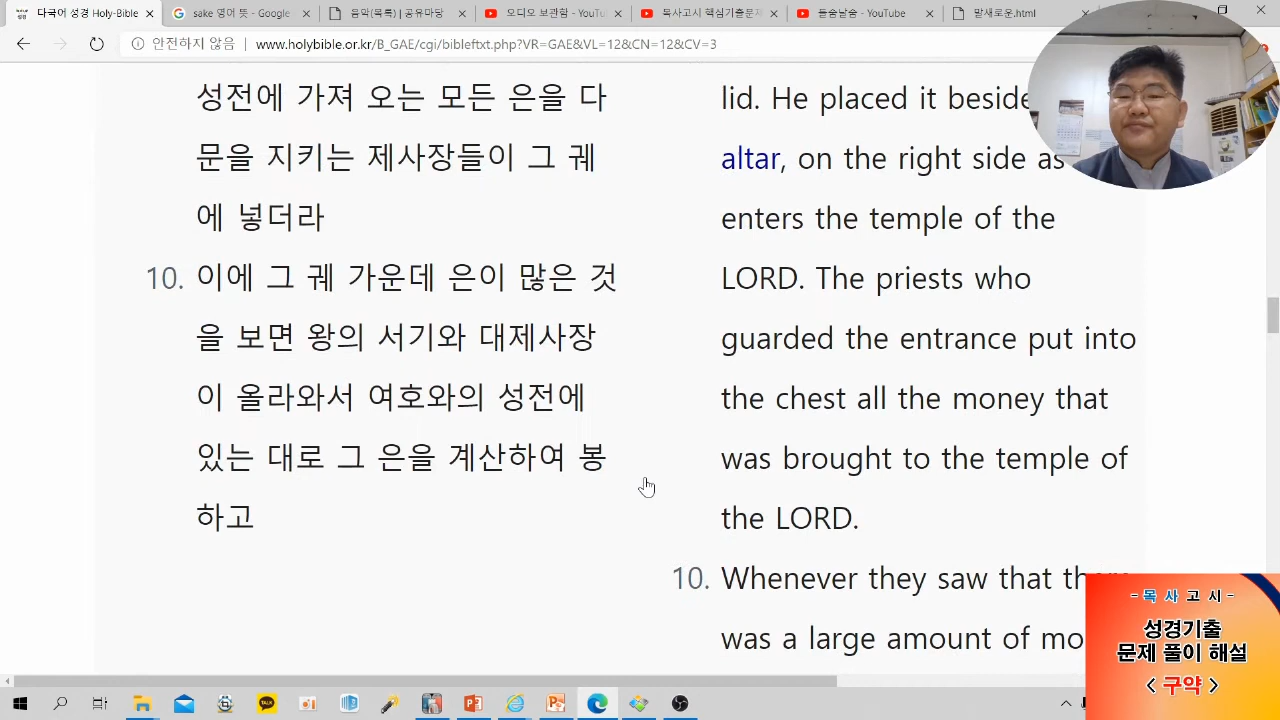 다국어 성경 Holy-Bible
sake 영어 뜻 - Google
음악(목록) | 공유마당
오디오 보관함 - YouTu
목사고시 핵심기출문제
들숨날숨 - YouTube
말새로운.html
안전하지 않음
www.holybible.or.kr/B_GAE/cgi/bibleftxt.php?VR=GAE&VL=12&CN=12&CV=3
성전에 가져 오는 모든 은을 다
문을 지키는 제사장들이 그 궤
에 넣더라
10. 이에 그 궤 가운데 은이 많은 것
을 보면 왕의 서기와 대제사장
이 올라와서 여호와의 성전에
있는 대로 그 은을 계산하여 봉
하고
lid. He placed it beside
altar, on the right side as
enters the temple of the
LORD. The priests who
guarded the entrance put into
the chest all the money that
was brought to the temple of
the LORD.
10. Whenever they saw that
was a large amount of mo
- 목 사 고 시 -
성경기출
문제 풀이 해설
< 구약 >
TALK